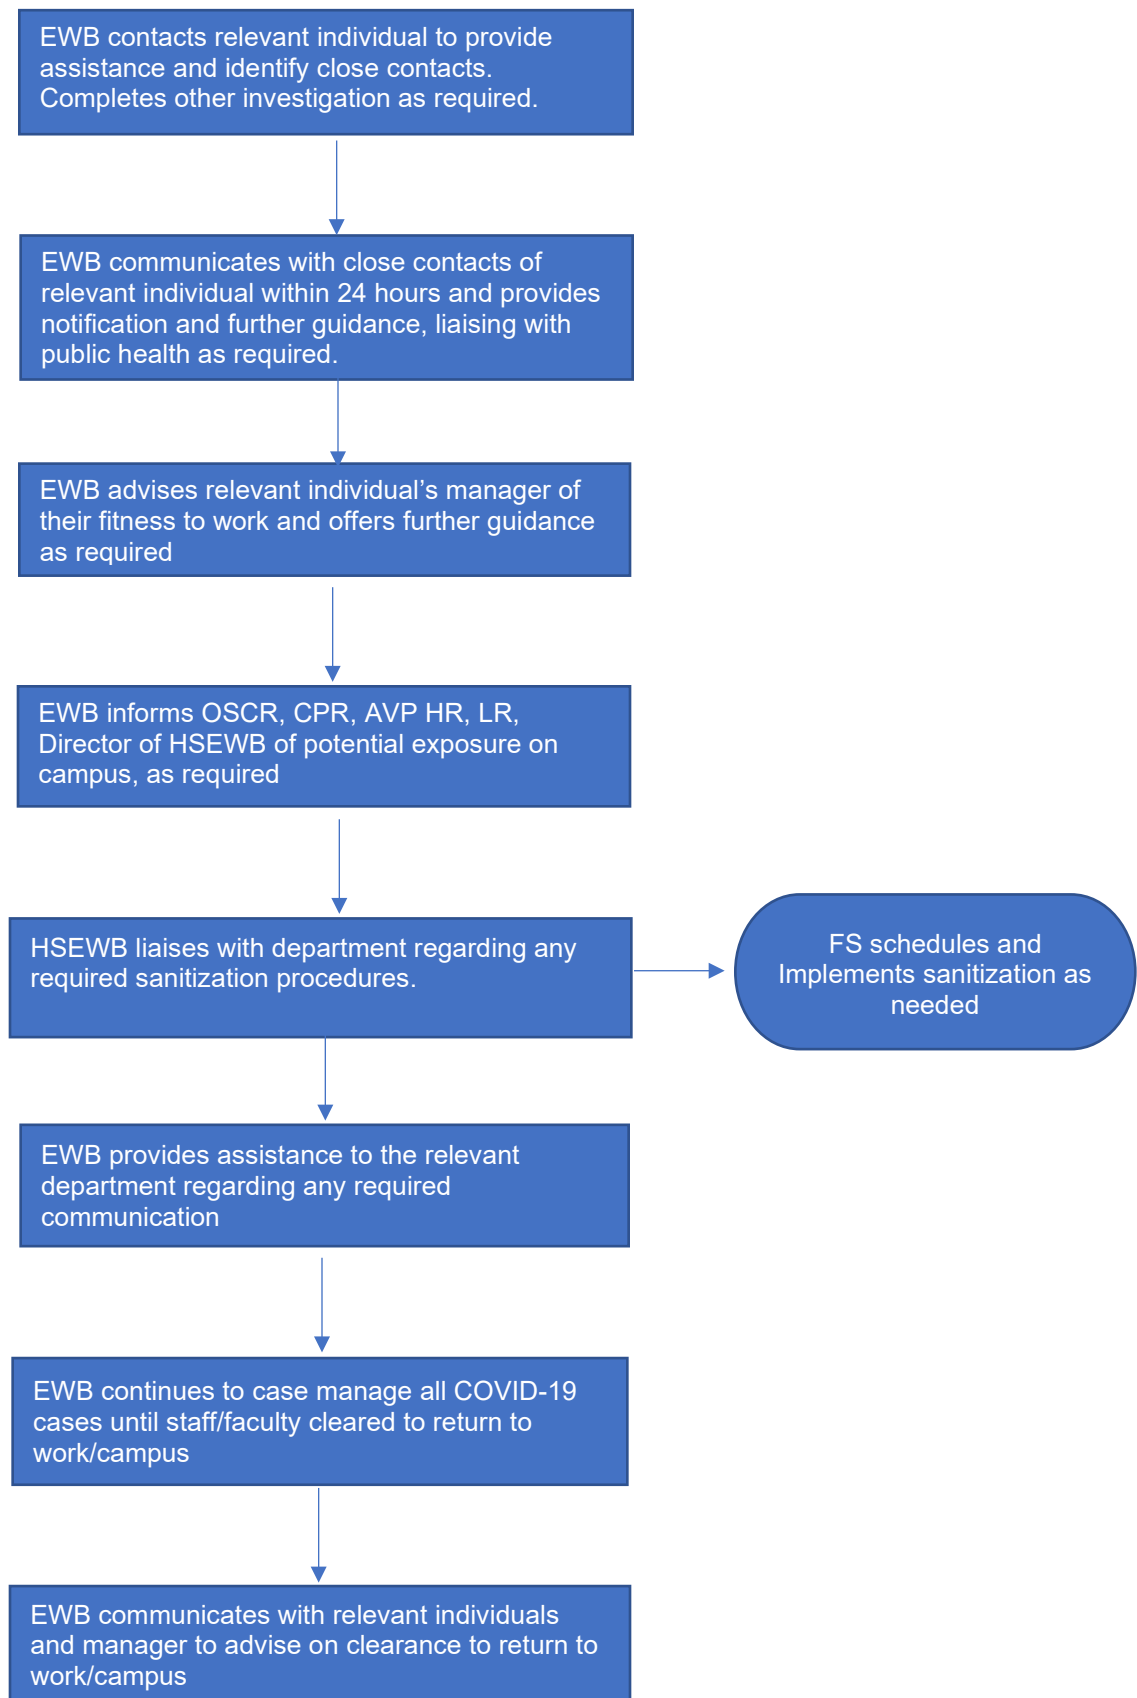 EWB contacts relevant individual to provide
assistance and identify close contacts.
Completes other investigation as required.
EWB communicates with close contacts of
relevant individual within 24 hours and provides
notification and further guidance, liaising with
public health as required.
EWB advises relevant individual’s manager of
their fitness to work and offers further guidance
as required
EWB informs OSCR, CPR, AVP HR, LR,
Director of HSEWB of potential exposure on
campus, as required
HSEWB liaises with department regarding any
required sanitization procedures.
FS schedules and
Implements sanitization as
needed
EWB provides assistance to the relevant
department regarding any required
communication
EWB continues to case manage all COVID-19
cases until staff/faculty cleared to return to
work/campus
EWB communicates with relevant individuals
and manager to advise on clearance to return to
work/campus